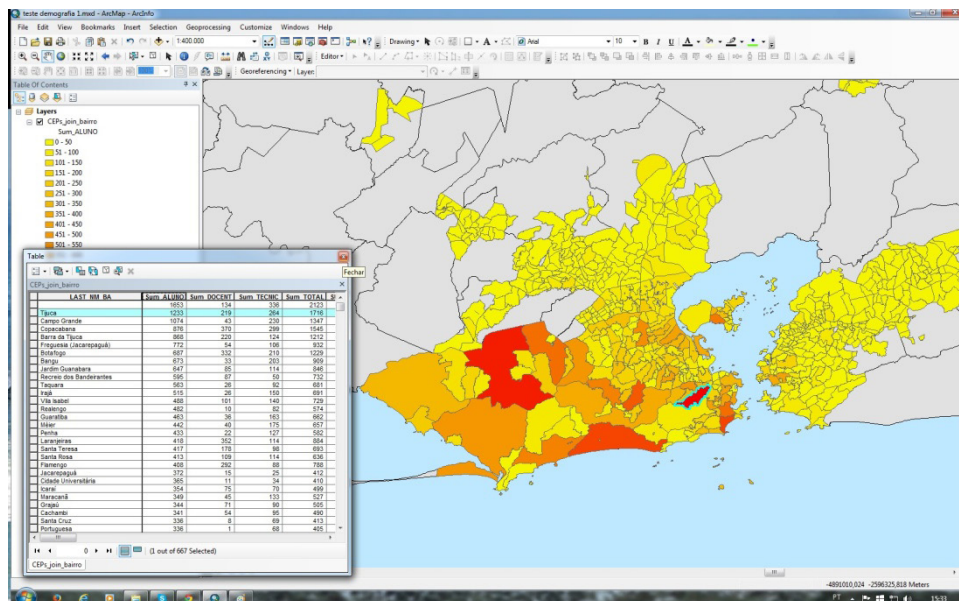 teste demografia 1.mxd - ArcMap - ArcInfo
File Edit View Bookmarks Insert Selection Geoprocessing Customize Windows Help
1:400.000 Drawing Arial 10 B I U A
Editor
Georeferencing Layer:
Table Of Contents
Layers
CEPs_join_bairro
Sum_ALUNO
0 - 50
51 - 100
101 - 150
151 - 200
201 - 250
251 - 300
301 - 350
351 - 400
401 - 450
451 - 500
501 - 550
Table
Fechar
CEPs_join_bairro
LAST_NM_BA Sum_ALUNO Sum_DOCENT Sum_TECNIC Sum_TOTAL
1653 134 336 2123
Tijuca 1233 219 264 1716
Campo Grande 1074 43 230 1347
Copacabana 876 370 299 1545
Barra da Tijuca 868 220 124 1212
Freguesia (Jacarepaguá) 772 54 106 932
Botafogo 687 332 210 1229
Bangu 673 33 203 909
Jardim Guanabara 647 85 114 846
Recreio dos Bandeirantes 595 87 50 732
Taquara 563 26 92 681
Irajá 515 26 150 691
Vila Isabel 488 101 140 729
Realengo 482 10 82 574
Guaratiba 463 36 163 662
Méier 442 40 175 657
Penha 433 22 127 582
Laranjeiras 418 352 114 884
Santa Teresa 417 178 98 693
Santa Rosa 413 109 114 636
Flamengo 408 292 88 788
Jacarepaguá 372 15 25 412
Cidade Universitária 365 11 34 410
Icaraí 354 75 70 499
Maracanã 349 45 133 527
Grajaú 344 71 90 505
Cachambi 341 54 95 490
Santa Cruz 336 8 69 413
Portuguesa 336 1 68 405
0 (1 out of 667 Selected)
CEPs_join_bairro
-4891010,024 -2596325,818 Meters
PT 15:33